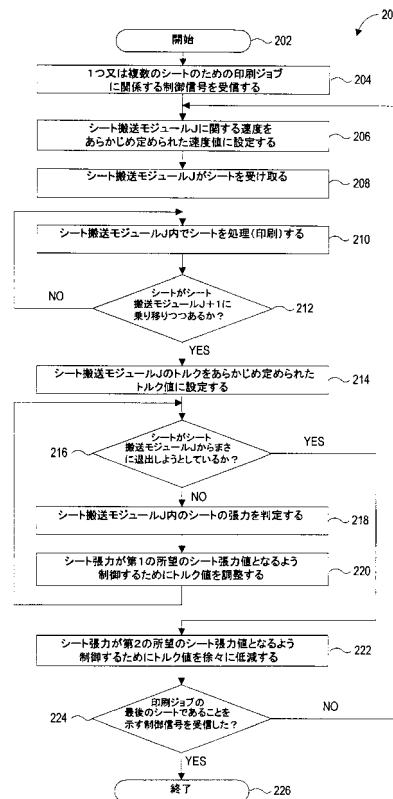 20
開始
202
1つ又は複数のシートのための印刷ジョブ
に関係する制御信号を受信する
204
シート搬送モジュールJに関する速度を
あらかじめ定められた速度値に設定する
206
シート搬送モジュールJがシートを受け取る
208
シート搬送モジュールJ内でシートを処理(印刷)する
210
シートがシート
搬送モジュールJ+1に
乗り移りつつあるか?
212
NO
YES
シート搬送モジュールJのトルクをあらかじめ定められた
トルク値に設定する
214
シートがシート
搬送モジュールJからまさ
に退出しようとしているか?
216
YES
NO
シート搬送モジュールJ内のシートの張力を判定する
218
シート張力が第1の所望のシート張力値となるよう
制御するためにトルク値を調整する
220
シート張力が第2の所望のシート張力値となるよう
制御するためにトルク値を徐々に低減する
222
印刷ジョブの
最後のシートであることを
示す制御信号を受信した?
224
NO
YES
終了
226